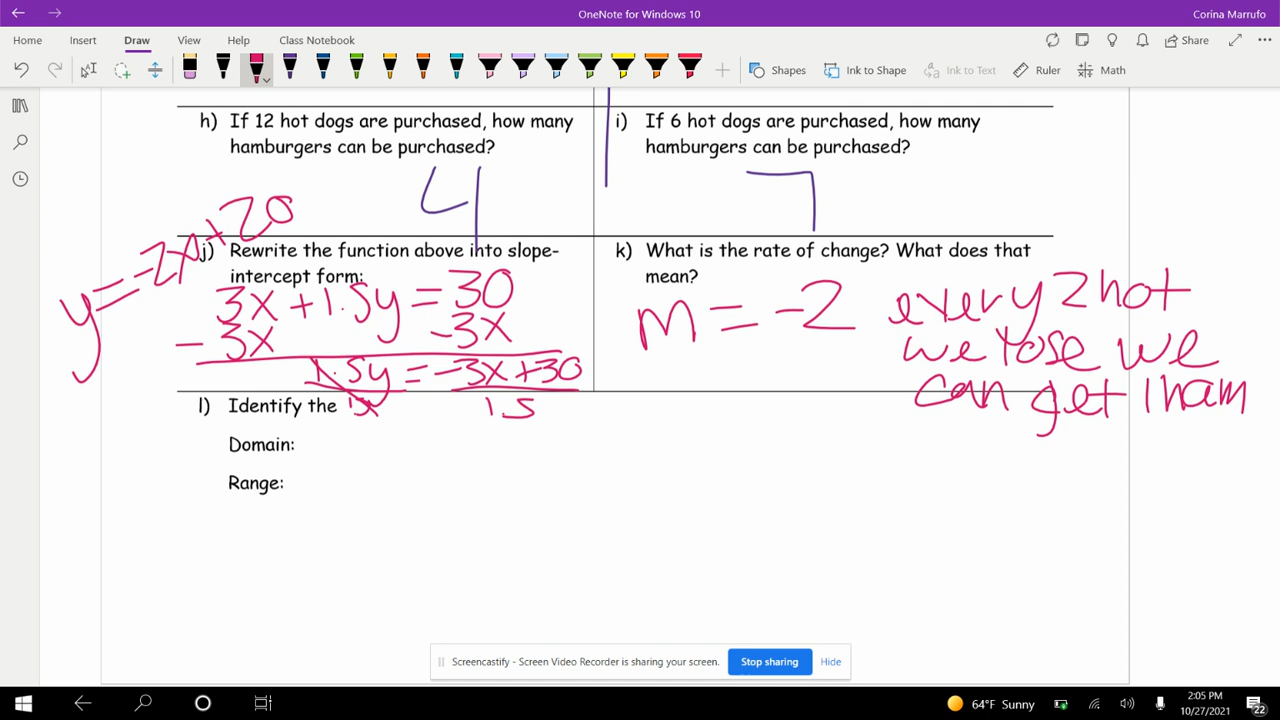 OneNote for Windows 10
Corina Marrufo
Home Insert Draw View Help Class Notebook
Share
Shapes Ink to Shape Ink to Text Ruler Math
h) If 12 hot dogs are purchased, how many
hamburgers can be purchased?
4
i) If 6 hot dogs are purchased, how many
hamburgers can be purchased?
7
y = -2x + 20
j) Rewrite the function above into slope-
intercept form:
3x + 1.5y = 30
- 3x -3x
1.5y = -3x + 30
1.5
k) What is the rate of change? What does that
mean?
m = -2
every 2 hot
we lose we
can get 1 ham
l) Identify the
Domain:
Range:
Screencastify - Screen Video Recorder is sharing your screen.
Stop sharing
Hide
64°F Sunny
2:05 PM
10/27/2021
22